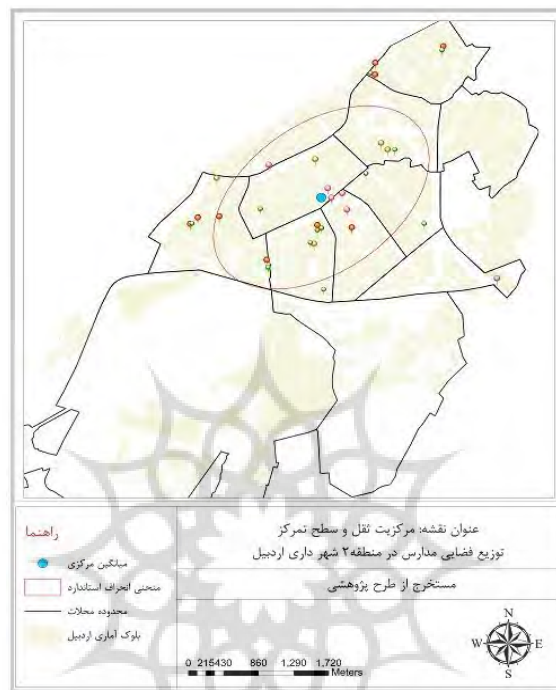 عنوان نقشه: مرکزیت ثقل و سطح تمرکز
توزیع فضایی مدارس در منطقه۲ شهر داری اردبیل
مستخرج از طرح پژوهشی
راهنما
میانگین مرکزی
منحنی انحراف استاندارد
محدوده محلات
بلوک آماری اردبیل
N
W E
S
0 215430 860 1,290 1,720
Meters